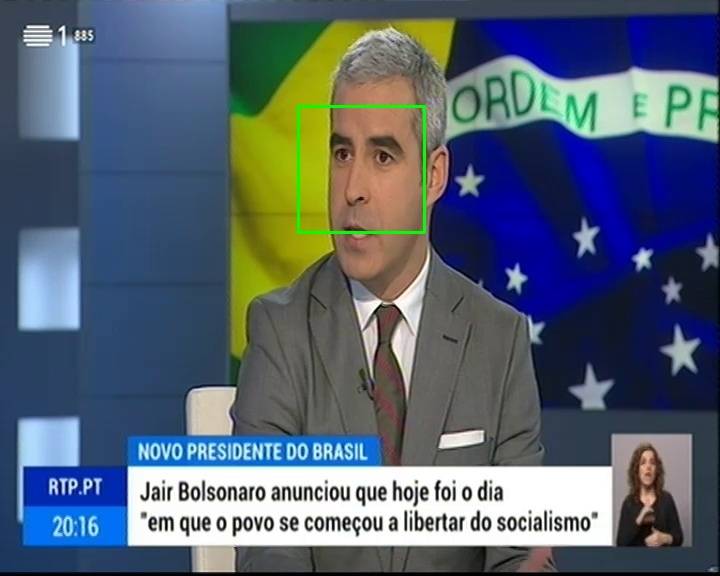 1 885
ORDEM E PR
NOVO PRESIDENTE DO BRASIL
RTP.PT
Jair Bolsonaro anunciou que hoje foi o dia
20:16
"em que o povo se começou a libertar do socialismo"